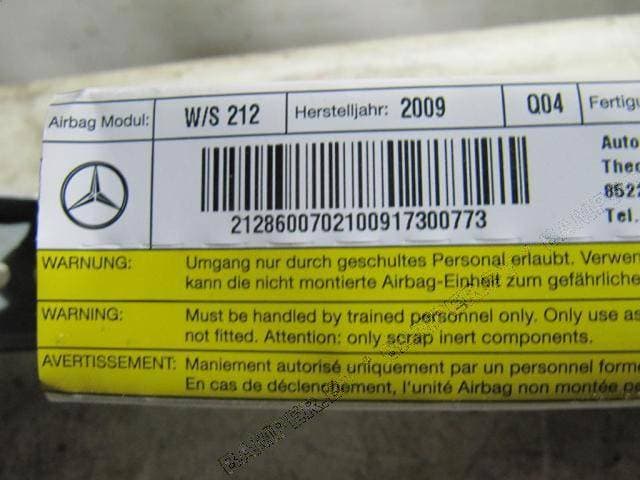 Airbag Modul: W/S 212 Herstelljahr: 2009 Q04 Fertigu
Auto
Theo
852
Tel.
2128600702100917300773
WARNUNG: Umgang nur durch geschultes Personal erlaubt. Verwen
kann die nicht montierte Airbag-Einheit zum gefährliche
WARNING: Must be handled by trained personnel only. Only use as
not fitted. Attention: only scrap inert components.
AVERTISSEMENT: Maniement autorisé uniquement par un personnel forme
En cas de déclenchement, l'unité Airbag non montée pe